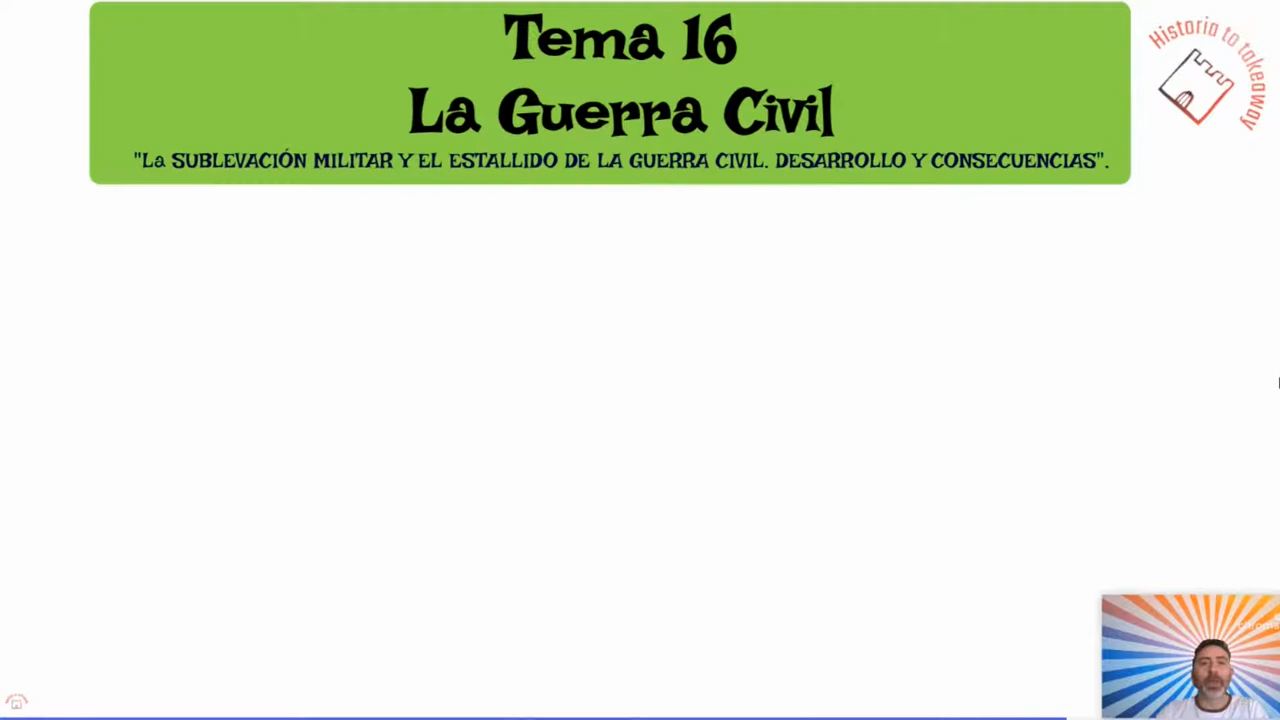 Tema 16
La Guerra Civil
"La SUBLEVACIÓN MILITAR Y EL ESTALLIDO DE LA GUERRA CIVIL. DESARROLLO Y CONSECUENCIAS".
Historia to takeaway